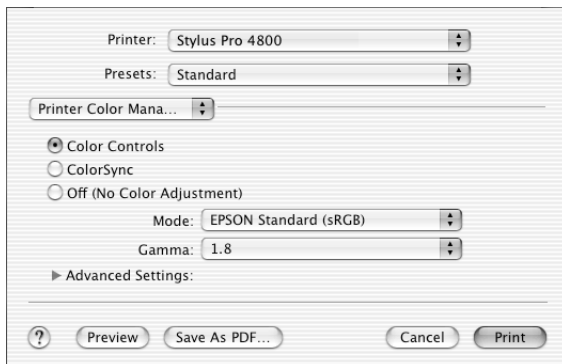 Printer: Stylus Pro 4800
Presets: Standard
Printer Color Mana...
Color Controls
ColorSync
Off (No Color Adjustment)
Mode: EPSON Standard (sRGB)
Gamma: 1.8
Advanced Settings:
? Preview Save As PDF... Cancel Print